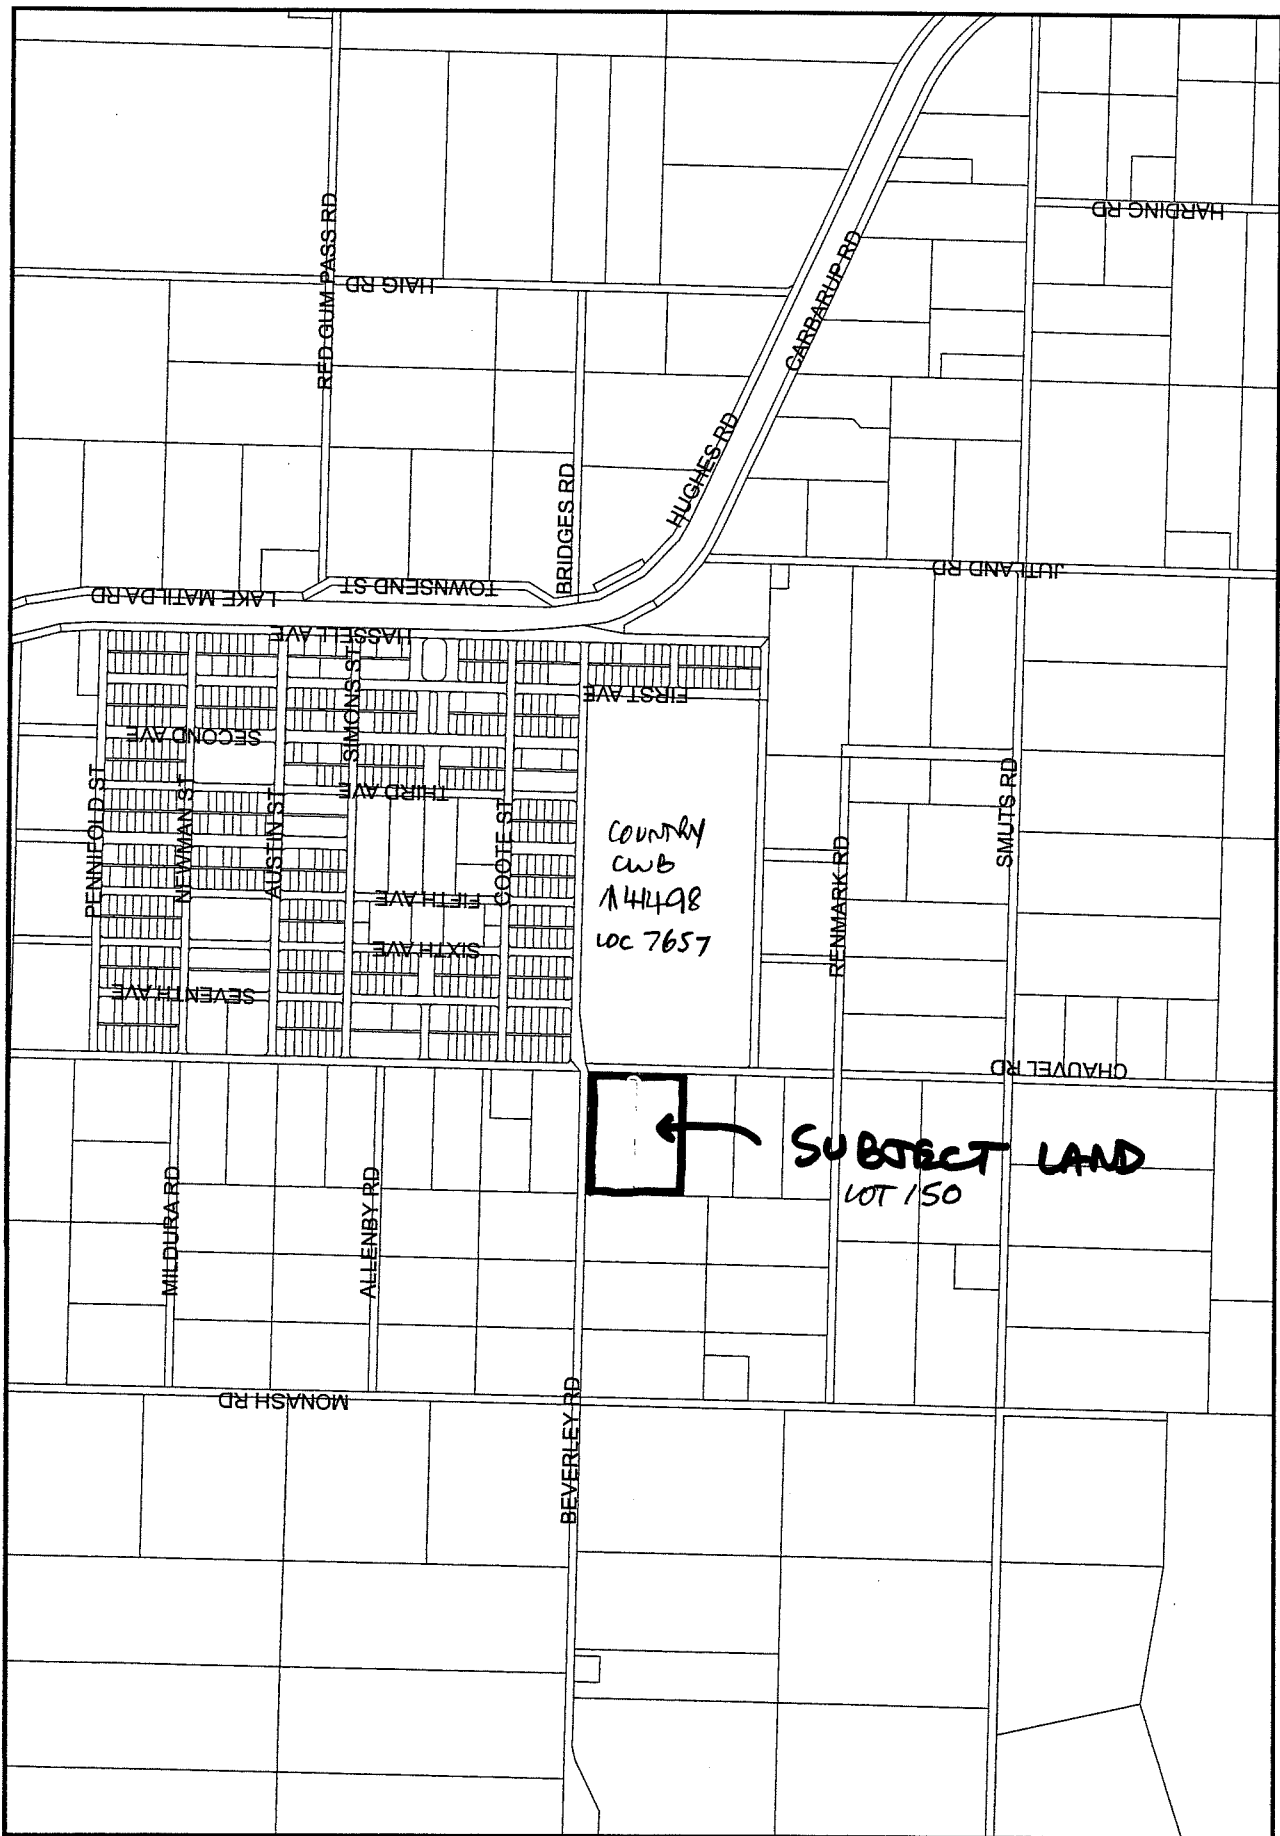 RED GUM PASS RD
HARDING RD
HAIG RD
CARBARUP RD
HUGHES RD
BRIDGES RD
JUTLAND RD
LAKE MATILDA RD
TOWNSEND ST
HASSELL AVE
FIRST AVE
SIMONS ST
SECOND AVE
THIRD AVE
PENNIFOLD ST
NEWMAN ST
AUSTIN ST
COOTE ST
SMUTS RD
COUNTRY
CLUB
41498
LOC 7657
RENMARK RD
FIFTH AVE
SIXTH AVE
SEVENTH AVE
CHAUVEL RD
SUBJECT LAND
LOT 150
MILDURA RD
ALLENBY RD
MONASH RD
BEVERLEY RD